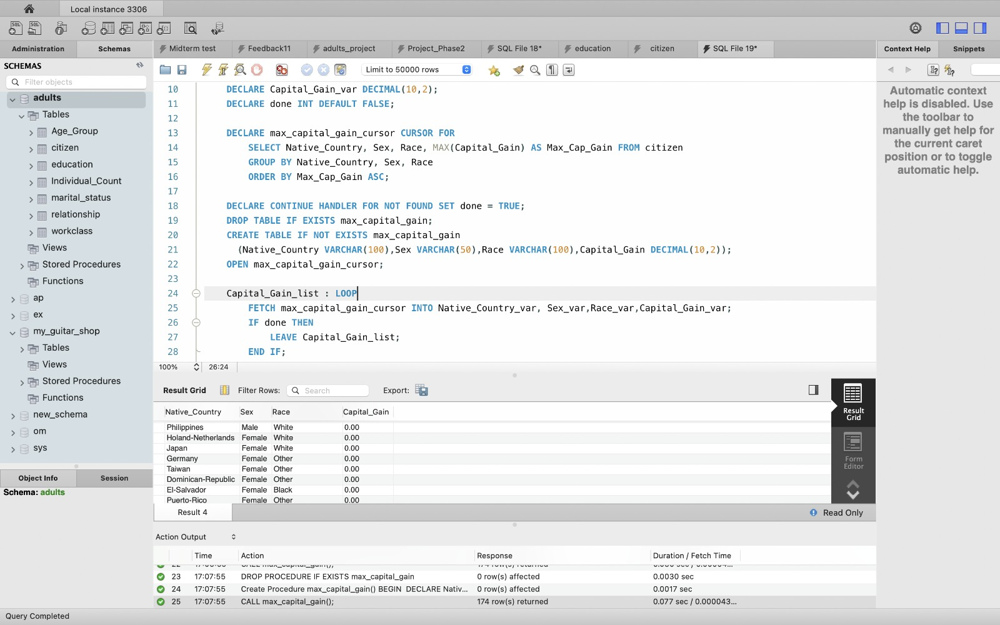 Local instance 3306
Administration
Schemas
Midterm test
Feedback11
adults_project
Project_Phase2
SQL File 18*
education
citizen
SQL File 19*
Context Help
Snippets
SCHEMAS
Filter objects
Limit to 50000 rows
adults
Tables
Age_Group
citizen
education
Individual_Count
marital_status
relationship
workclass
Views
Stored Procedures
Functions
ap
ex
my_guitar_shop
Tables
Views
Stored Procedures
Functions
new_schema
om
sys
Object Info
Session
Schema: adults
10 DECLARE Capital_Gain_var DECIMAL(10,2);
11 DECLARE done INT DEFAULT FALSE;
12
13 DECLARE max_capital_gain_cursor CURSOR FOR
14 SELECT Native_Country, Sex, Race, MAX(Capital_Gain) AS Max_Cap_Gain FROM citizen
15 GROUP BY Native_Country, Sex, Race
16 ORDER BY Max_Cap_Gain ASC;
17
18 DECLARE CONTINUE HANDLER FOR NOT FOUND SET done = TRUE;
19 DROP TABLE IF EXISTS max_capital_gain;
20 CREATE TABLE IF NOT EXISTS max_capital_gain
21 (Native_Country VARCHAR(100),Sex VARCHAR(50),Race VARCHAR(100),Capital_Gain DECIMAL(10,2));
22 OPEN max_capital_gain_cursor;
23
24 Capital_Gain_list : LOOP
25 FETCH max_capital_gain_cursor INTO Native_Country_var, Sex_var,Race_var,Capital_Gain_var;
26 IF done THEN
27 LEAVE Capital_Gain_list;
28 END IF;
100% 26:24
Automatic context
help is disabled. Use
the toolbar to
manually get help for
the current caret
position or to toggle
automatic help.
Result Grid Filter Rows: Search Export:
Native_Country Sex Race Capital_Gain
Philippines Male White 0.00
Holand-Netherlands Female White 0.00
Japan Female White 0.00
Germany Female Other 0.00
Taiwan Female Other 0.00
Dominican-Republic Female Other 0.00
El-Salvador Female Black 0.00
Puerto-Rico Female Other 0.00
Result
Grid
Form
Editor
Result 4
Read Only
Action Output
Time Action Response Duration / Fetch Time
23 17:07:55 DROP PROCEDURE IF EXISTS max_capital_gain 0 row(s) affected 0.0030 sec
24 17:07:55 Create Procedure max_capital_gain() BEGIN DECLARE Nativ... 0 row(s) affected 0.0017 sec
25 17:07:55 CALL max_capital_gain(); 174 row(s) returned 0.077 sec / 0.000043...
Query Completed